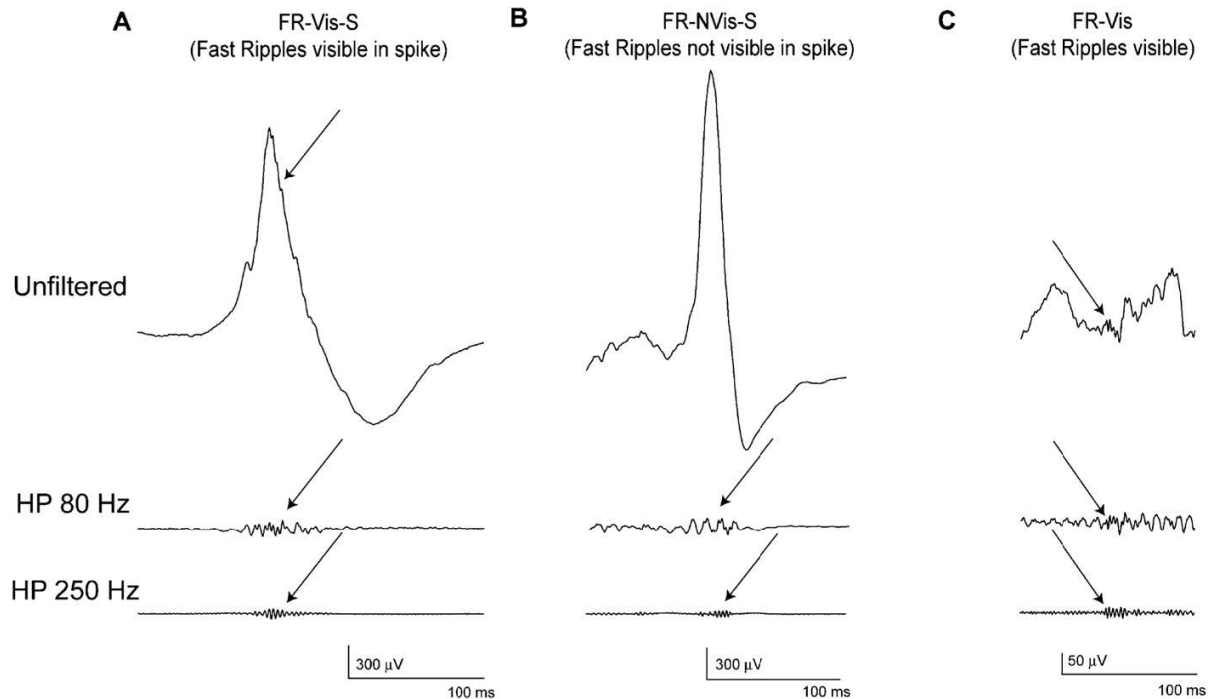 A
FR-Vis-S
(Fast Ripples visible in spike)
B
FR-NVis-S
(Fast Ripples not visible in spike)
C
FR-Vis
(Fast Ripples visible)
Unfiltered
HP 80 Hz
HP 250 Hz
300 μV
100 ms
300 μV
100 ms
50 μV
100 ms